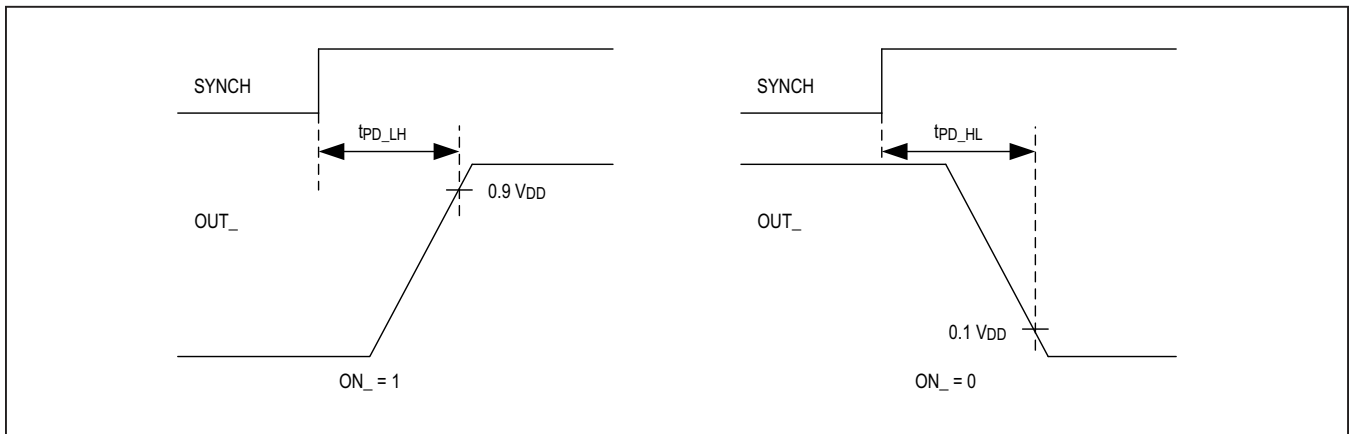 SYNCH
tPD_LH
0.9 VDD
OUT_
ON_ = 1
SYNCH
tPD_HL
OUT_
0.1 VDD
ON_ = 0